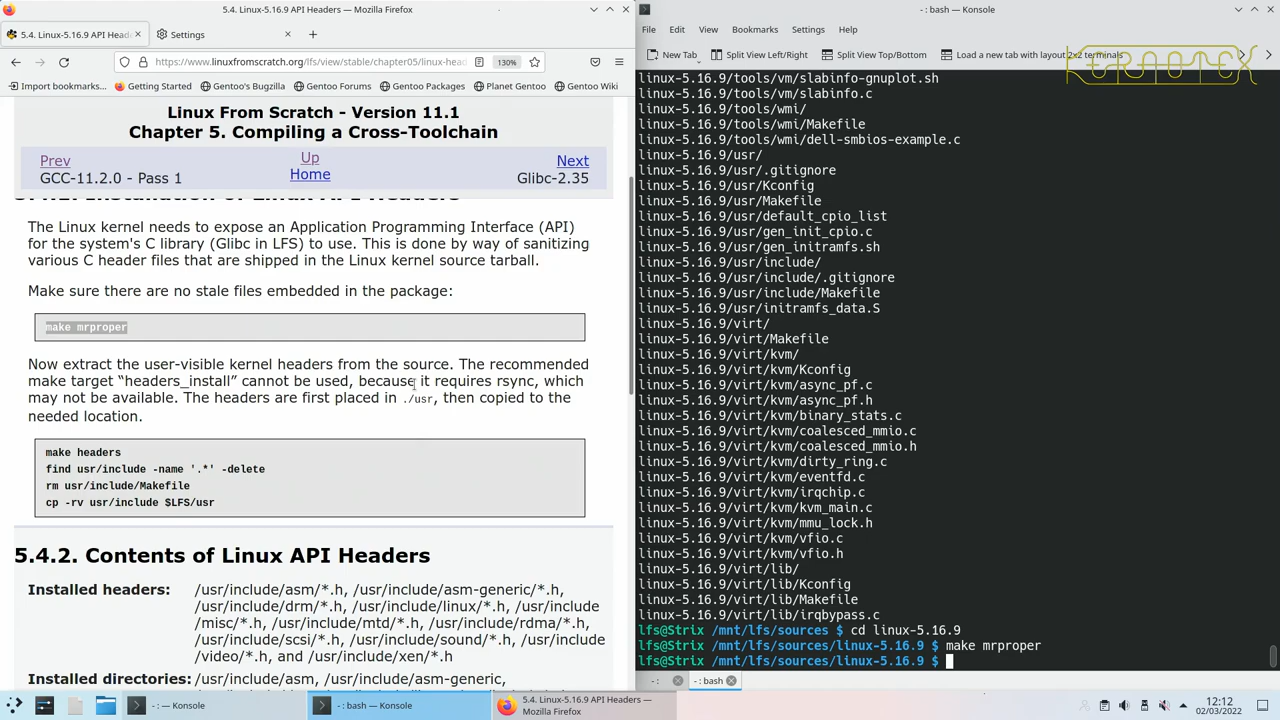 5.4. Linux-5.16.9 API Headers — Mozilla Firefox
5.4. Linux-5.16.9 API Head
Settings
https://www.linuxfromscratch.org/lfs/view/stable/chapter05/linux-hea
130%
Import bookmarks...
Getting Started
Gentoo's Bugzilla
Gentoo Forums
Gentoo Packages
Planet Gentoo
Gentoo Wiki
Linux From Scratch - Version 11.1
Chapter 5. Compiling a Cross-Toolchain
Prev
Up
Next
GCC-11.2.0 - Pass 1
Home
Glibc-2.35
5.4.1. Installation of Linux API Headers
The Linux kernel needs to expose an Application Programming Interface (API)
for the system's C library (Glibc in LFS) to use. This is done by way of sanitizing
various C header files that are shipped in the Linux kernel source tarball.
Make sure there are no stale files embedded in the package:
make mrproper
Now extract the user-visible kernel headers from the source. The recommended
make target “headers_install” cannot be used, because it requires rsync, which
may not be available. The headers are first placed in ./usr, then copied to the
needed location.
make headers
find usr/include -name '.*' -delete
rm usr/include/Makefile
cp -rv usr/include $LFS/usr
5.4.2. Contents of Linux API Headers
Installed headers: /usr/include/asm/*.h, /usr/include/asm-generic/*.h,
/usr/include/drm/*.h, /usr/include/linux/*.h, /usr/include
/misc/*.h, /usr/include/mtd/*.h, /usr/include/rdma/*.h,
/usr/include/scsi/*.h, /usr/include/sound/*.h, /usr/include
/video/*.h, and /usr/include/xen/*.h
Installed directories: /usr/include/asm, /usr/include/asm-generic,
- : bash — Konsole
File
Edit
View
Bookmarks
Settings
Help
New Tab
Split View Left/Right
Split View Top/Bottom
Load a new tab with layout 2x2 terminals
KERNOTEX
linux-5.16.9/tools/vm/slabinfo-gnuplot.sh
linux-5.16.9/tools/vm/slabinfo.c
linux-5.16.9/tools/wmi/
linux-5.16.9/tools/wmi/Makefile
linux-5.16.9/tools/wmi/dell-smbios-example.c
linux-5.16.9/usr/
linux-5.16.9/usr/.gitignore
linux-5.16.9/usr/Kconfig
linux-5.16.9/usr/Makefile
linux-5.16.9/usr/default_cpio_list
linux-5.16.9/usr/gen_init_cpio.c
linux-5.16.9/usr/gen_initramfs.sh
linux-5.16.9/usr/include/
linux-5.16.9/usr/include/.gitignore
linux-5.16.9/usr/include/Makefile
linux-5.16.9/usr/initramfs_data.S
linux-5.16.9/virt/
linux-5.16.9/virt/Makefile
linux-5.16.9/virt/kvm/
linux-5.16.9/virt/kvm/Kconfig
linux-5.16.9/virt/kvm/async_pf.c
linux-5.16.9/virt/kvm/async_pf.h
linux-5.16.9/virt/kvm/binary_stats.c
linux-5.16.9/virt/kvm/coalesced_mmio.c
linux-5.16.9/virt/kvm/coalesced_mmio.h
linux-5.16.9/virt/kvm/dirty_ring.c
linux-5.16.9/virt/kvm/eventfd.c
linux-5.16.9/virt/kvm/irqchip.c
linux-5.16.9/virt/kvm/kvm_main.c
linux-5.16.9/virt/kvm/mmu_lock.h
linux-5.16.9/virt/kvm/vfio.c
linux-5.16.9/virt/kvm/vfio.h
linux-5.16.9/virt/lib/
linux-5.16.9/virt/lib/Kconfig
linux-5.16.9/virt/lib/Makefile
linux-5.16.9/virt/lib/irqbypass.c
lfs@Strix /mnt/lfs/sources $ cd linux-5.16.9
lfs@Strix /mnt/lfs/sources/linux-5.16.9 $ make mrproper
lfs@Strix /mnt/lfs/sources/linux-5.16.9 $
- :
- : bash
- : — Konsole
- : bash — Konsole
5.4. Linux-5.16.9 API Headers —
Mozilla Firefox
12:12
02/03/2022